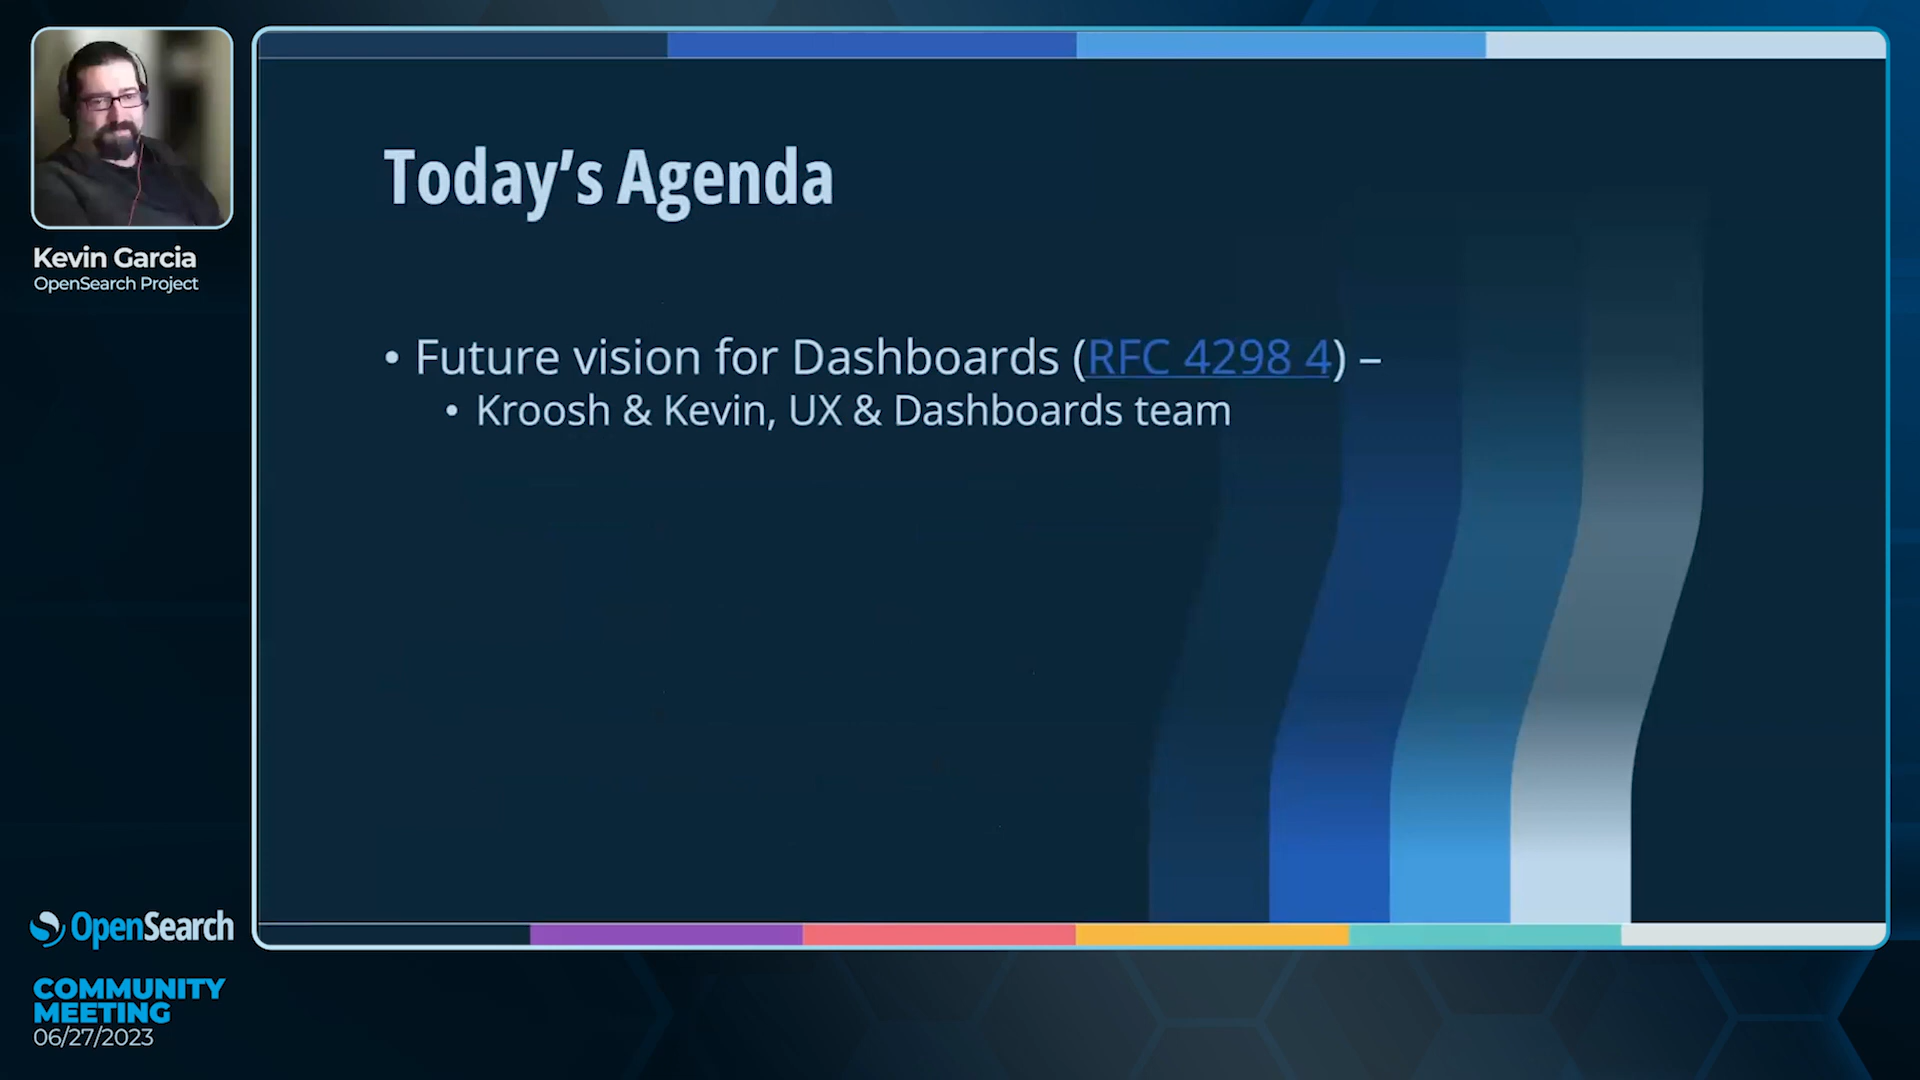 Kevin Garcia
OpenSearch Project
Today’s Agenda
• Future vision for Dashboards (RFC 4298 4) –
• Kroosh & Kevin, UX & Dashboards team
OpenSearch
COMMUNITY
MEETING
06/27/2023